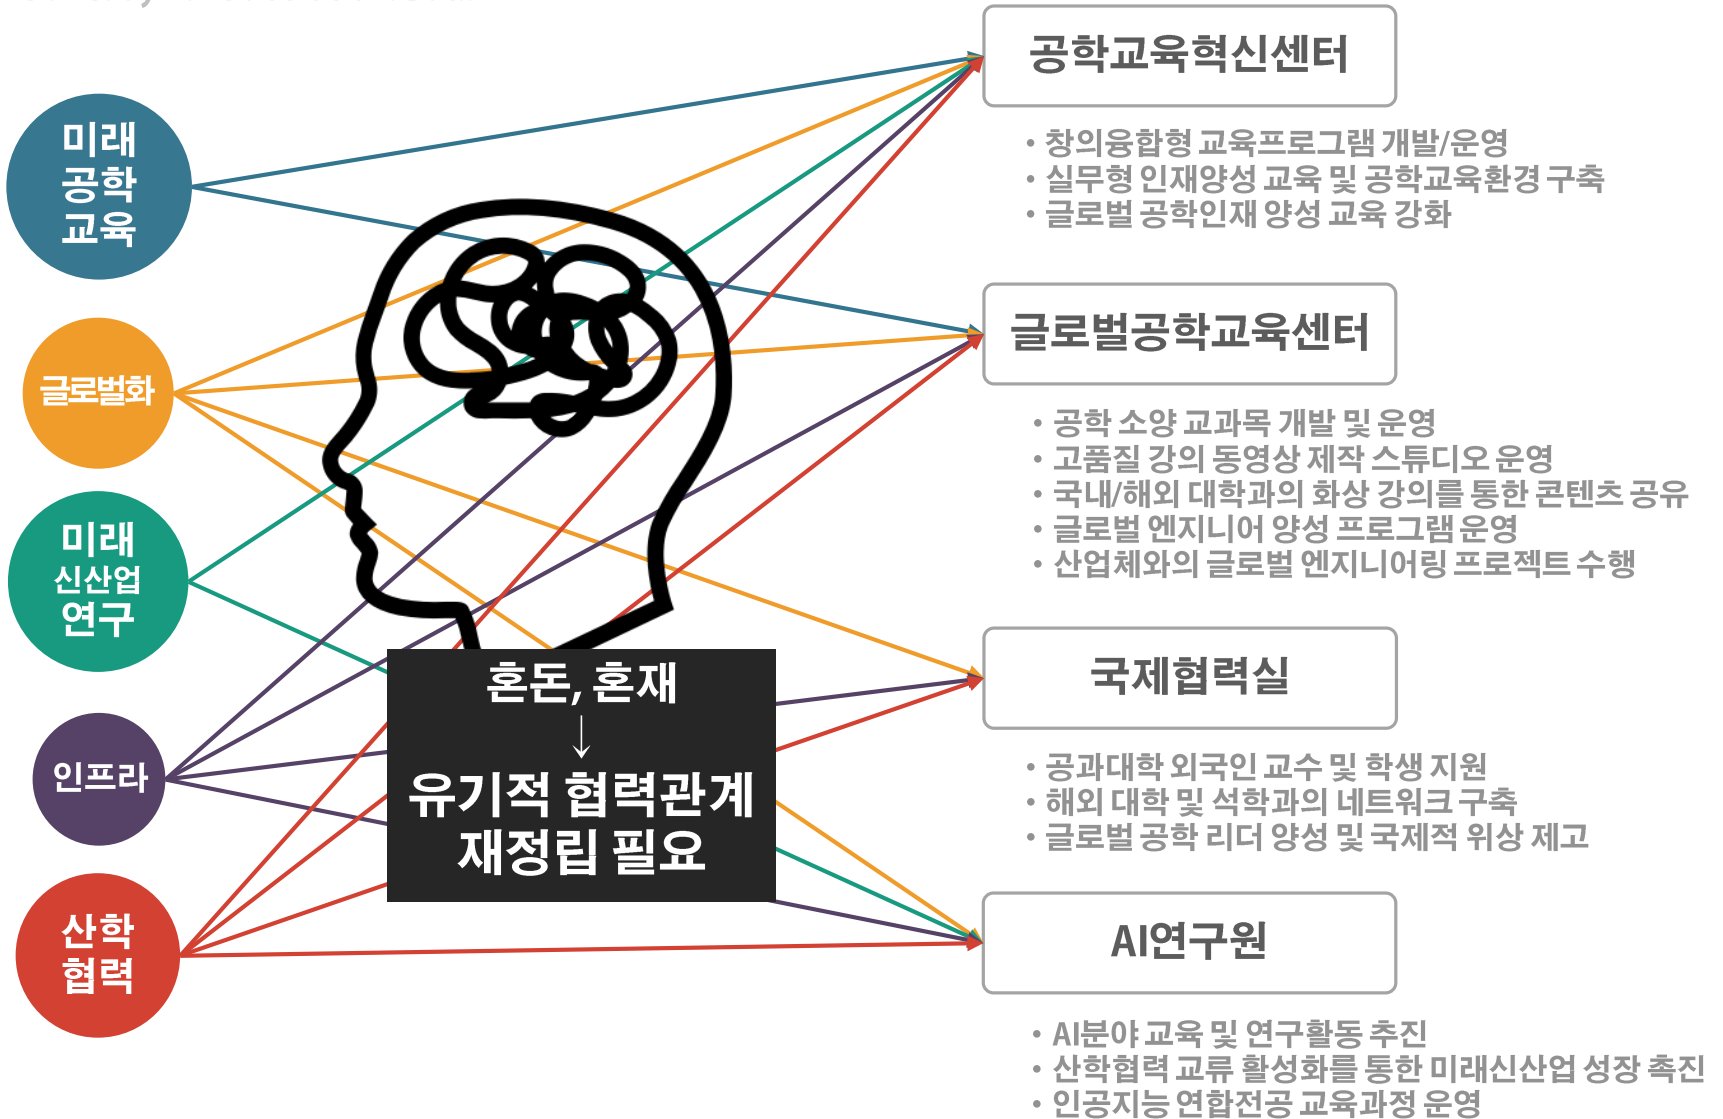 미래
공학
교육
글로벌화
미래
신산업
연구
인프라
산학
협력
혼돈, 혼재
↓
유기적 협력관계
재정립 필요
공학교육혁신센터
• 창의융합형 교육프로그램 개발/운영
• 실무형 인재양성 교육 및 공학교육환경 구축
• 글로벌 공학인재 양성 교육 강화
글로벌공학교육센터
• 공학 소양 교과목 개발 및 운영
• 고품질 강의 동영상 제작 스튜디오 운영
• 국내/해외 대학과의 화상 강의를 통한 콘텐츠 공유
• 글로벌 엔지니어 양성 프로그램 운영
• 산업체와의 글로벌 엔지니어링 프로젝트 수행
국제협력실
• 공과대학 외국인 교수 및 학생 지원
• 해외 대학 및 석학과의 네트워크 구축
• 글로벌 공학 리더 양성 및 국제적 위상 제고
AI연구원
• AI분야 교육 및 연구활동 추진
• 산학협력 교류 활성화를 통한 미래신산업 성장 촉진
• 인공지능 연합전공 교육과정 운영